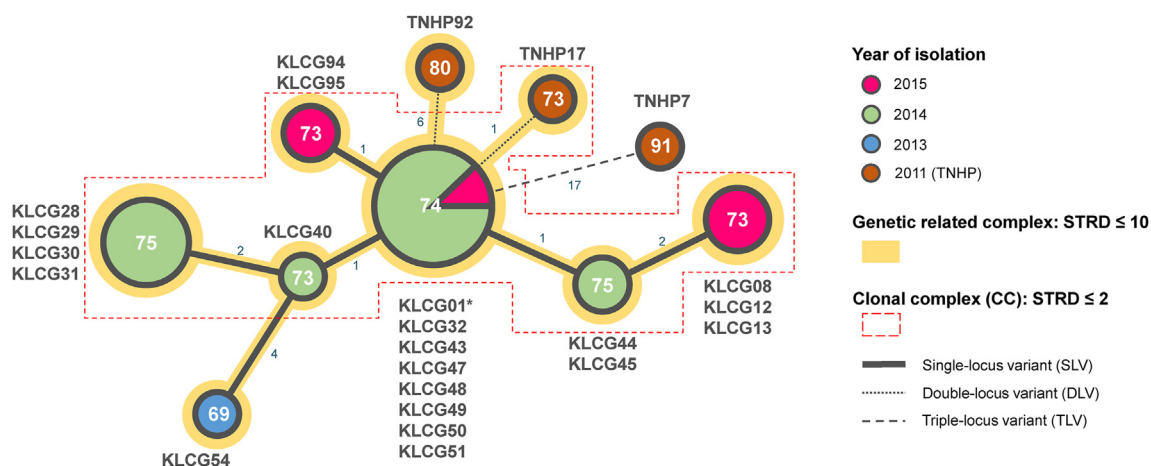 TNHP92
80
KLCG94
KLCG95
TNHP17
73
TNHP7
91
73
6
1
1
17
74
KLCG28
KLCG29
KLCG30
KLCG31
75
2
KLCG40
73
1
1
75
2
73
KLCG08
KLCG12
KLCG13
KLCG44
KLCG45
4
69
KLCG54
KLCG01*
KLCG32
KLCG43
KLCG47
KLCG48
KLCG49
KLCG50
KLCG51
Year of isolation
2015
2014
2013
2011 (TNHP)
Genetic related complex: STRD ≤ 10
Clonal complex (CC): STRD ≤ 2
Single-locus variant (SLV)
Double-locus variant (DLV)
Triple-locus variant (TLV)